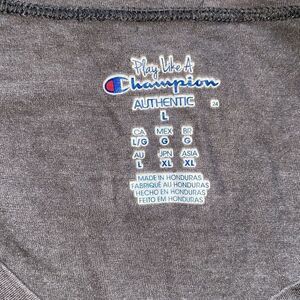 Play Like A
Champion
AUTHENTIC
24
L
CA MEX BR
L/G G G
AU JPN ASIA
L XL XL
MADE IN HONDURAS
FABRIQUÉ AU HONDURAS
HECHO EN HONDURAS
FEITO EM HONDURAS